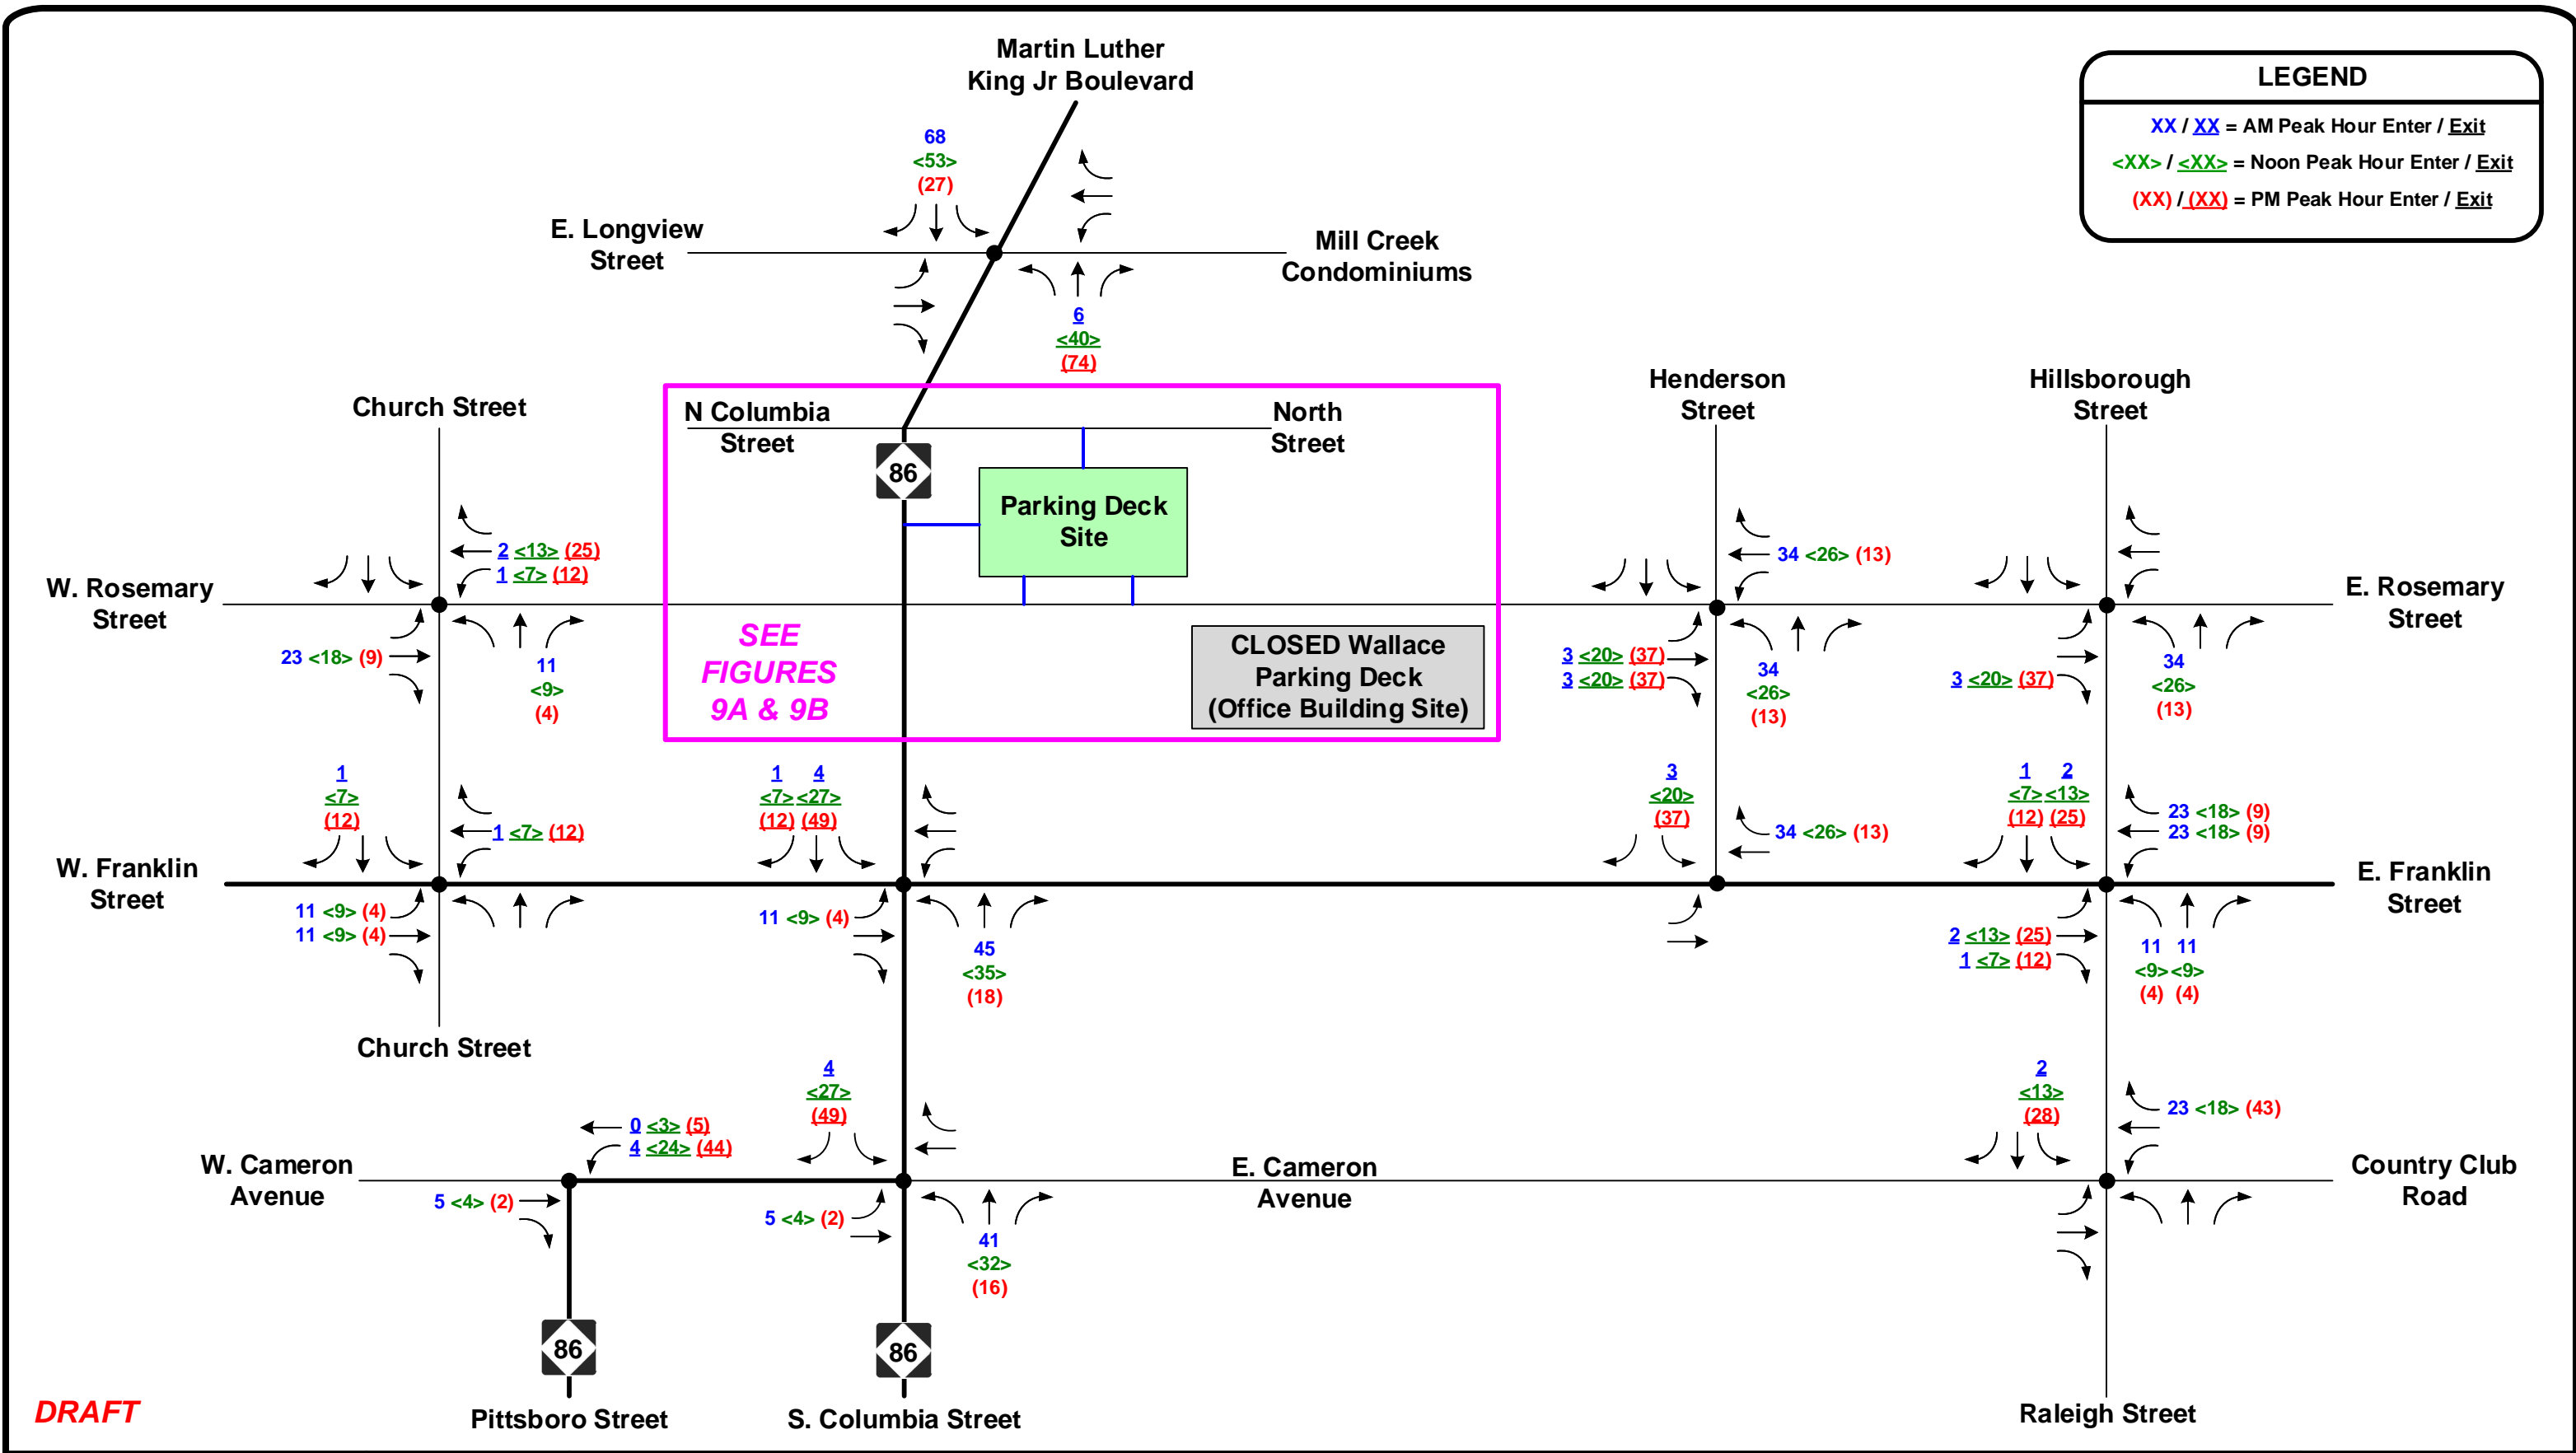 Martin Luther
King Jr Boulevard
LEGEND
XX / XX = AM Peak Hour Enter / Exit
<XX> / <XX> = Noon Peak Hour Enter / Exit
(XX) / (XX) = PM Peak Hour Enter / Exit
68
<53>
(27)
E. Longview
Street
Mill Creek
Condominiums
6
<40>
(74)
Church Street
N Columbia
Street
North
Street
Henderson
Street
Hillsborough
Street
86
Parking Deck
Site
2 <13> (25)
1 <7> (12)
34 <26> (13)
W. Rosemary
Street
E. Rosemary
Street
23 <18> (9)
11
<9>
(4)
SEE
FIGURES
9A & 9B
CLOSED Wallace
Parking Deck
(Office Building Site)
3 <20> (37)
3 <20> (37)
34
<26>
(13)
3 <20> (37)
34
<26>
(13)
1
<7>
(12)
1 <7> (12)
1 4
<7> <27>
(12) (49)
3
<20>
(37)
34 <26> (13)
1 2
<7> <13>
(12) (25)
23 <18> (9)
23 <18> (9)
W. Franklin
Street
E. Franklin
Street
11 <9> (4)
11 <9> (4)
11 <9> (4)
45
<35>
(18)
2 <13> (25)
1 <7> (12)
11 11
<9> <9>
(4) (4)
Church Street
0 <3> (5)
4 <24> (44)
4
<27>
(49)
2
<13>
(28)
23 <18> (43)
W. Cameron
Avenue
E. Cameron
Avenue
Country Club
Road
5 <4> (2)
5 <4> (2)
41
<32>
(16)
86
86
DRAFT
Pittsboro Street
S. Columbia Street
Raleigh Street